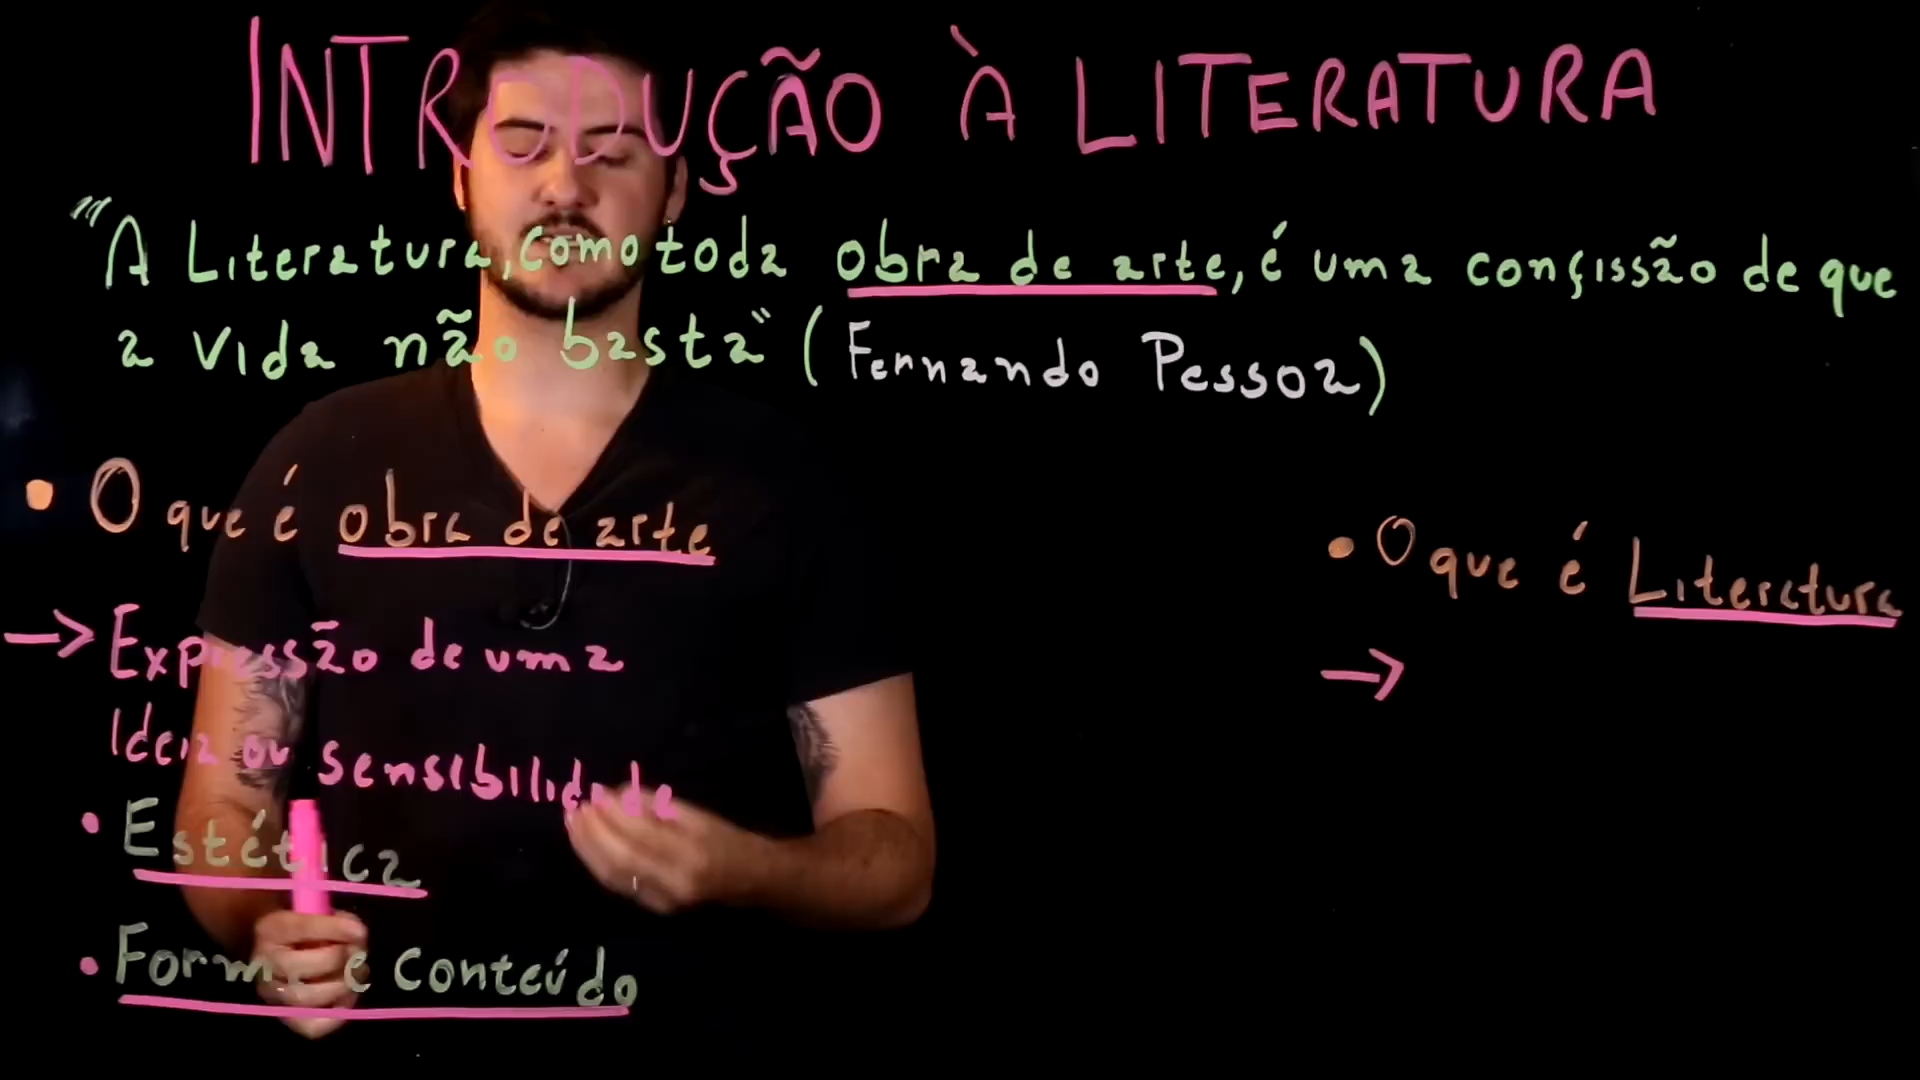 INTRODUÇÃO À LITERATURA
"A Literatura, como toda obra de arte, é uma confissão de que
a vida não basta" (Fernando Pessoa)
• O que é obra de arte
→ Expressão de uma
Ideia ou sensibilidade
• Estética
• Forma e conteúdo
• O que é Literatura
→